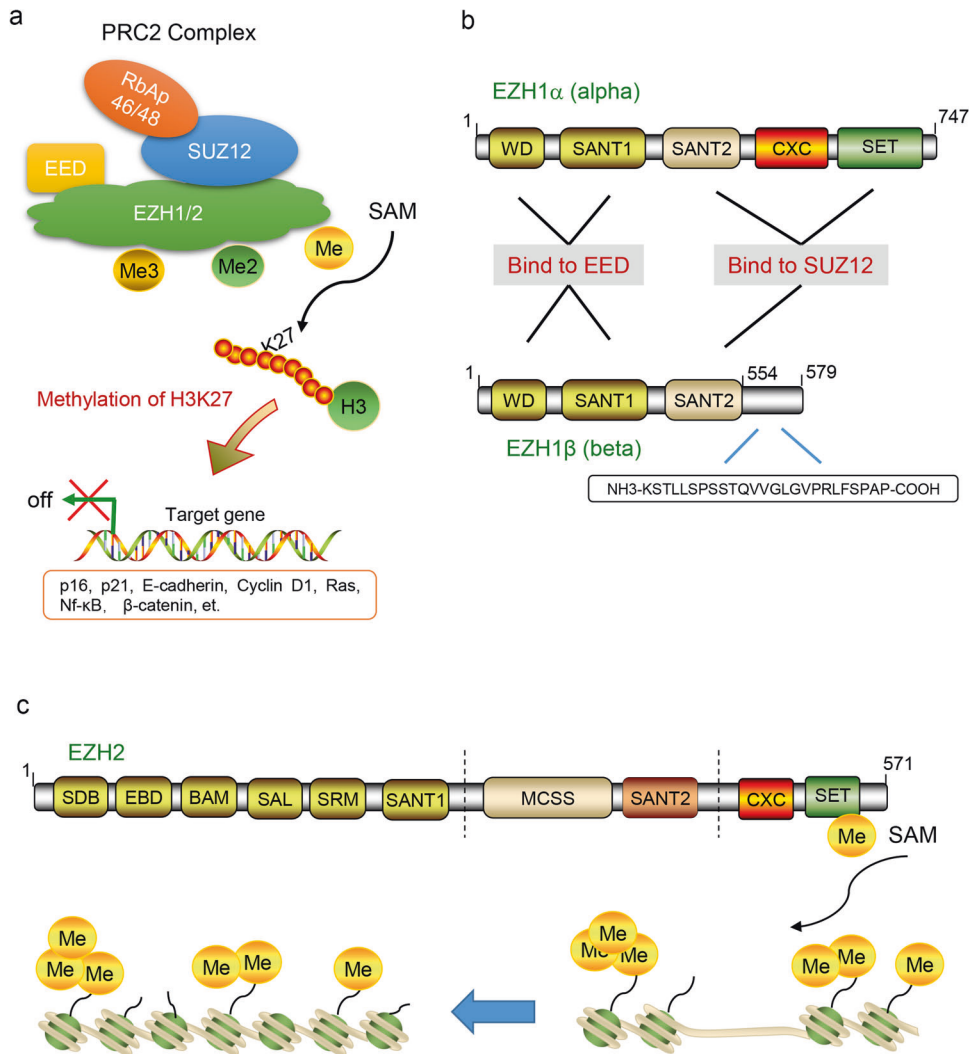 a
PRC2 Complex
RbAp
46/48
SUZ12
EED
EZH1/2
SAM
Me
Me3
Me2
K27
Methylation of H3K27
H3
off
Target gene
p16, p21, E-cadherin, Cyclin D1, Ras,
Nf-κB, β-catenin, et.
b
EZH1α (alpha)
1
747
WD
SANT1
SANT2
CXC
SET
Bind to EED
Bind to SUZ12
1
554
579
WD
SANT1
SANT2
EZH1β (beta)
NH3-KSTLLSPSSTQVVGLGVPRLFSPAP-COOH
c
EZH2
1
571
SDB
EBD
BAM
SAL
SRM
SANT1
MCSS
SANT2
CXC
SET
Me
SAM
Me
Me
Me
Me
Me
Me
Me
Me
Me
Me
Me
Me